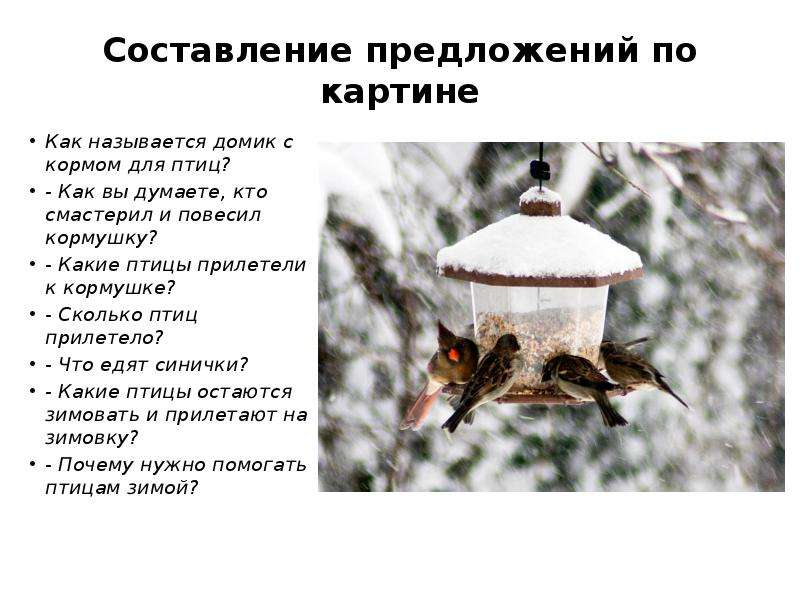 Составление предложений по
картине
• Как называется домик с
кормом для птиц?
• - Как вы думаете, кто
смастерил и повесил
кормушку?
• - Какие птицы прилетели
к кормушке?
• - Сколько птиц
прилетело?
• - Что едят синички?
• - Какие птицы остаются
зимовать и прилетают на
зимовку?
• - Почему нужно помогать
птицам зимой?